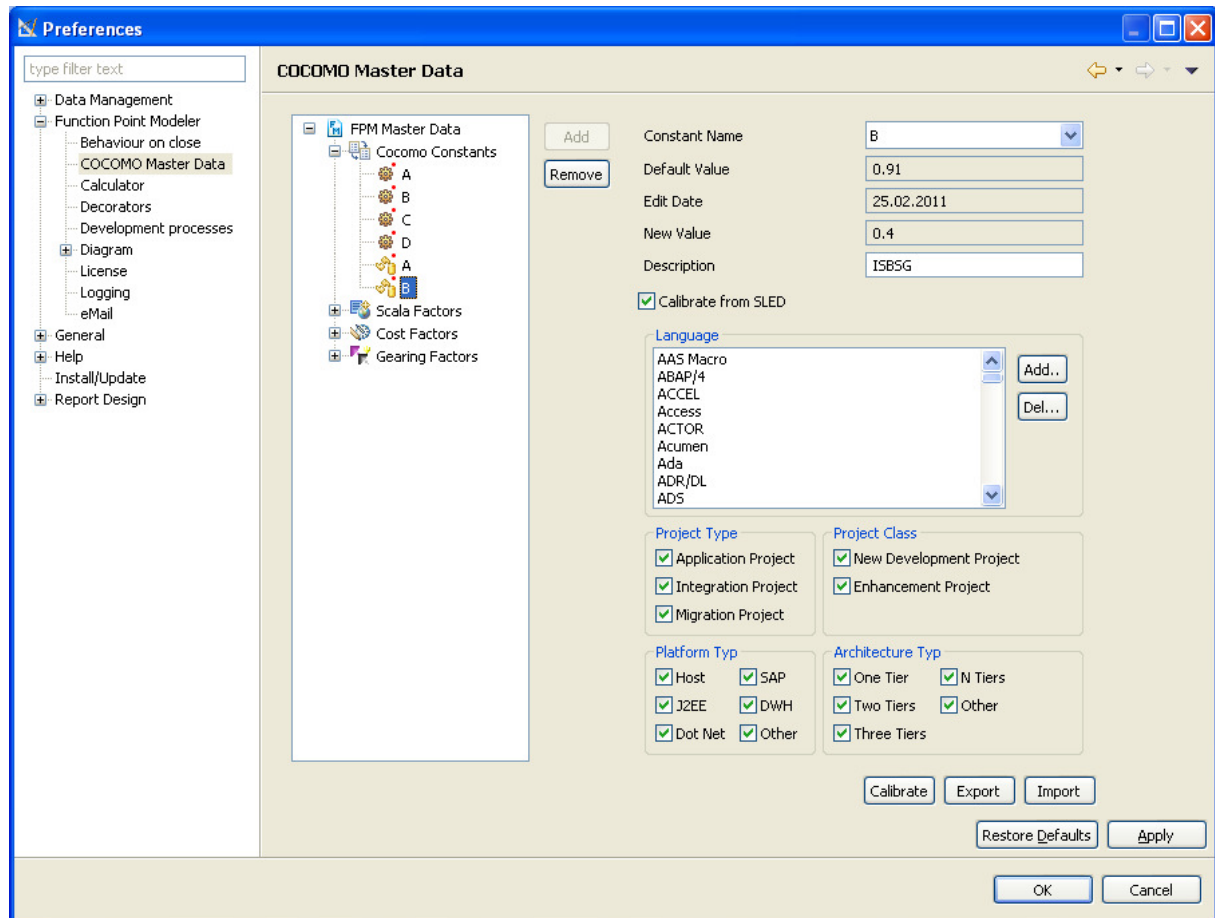 Preferences
type filter text
Data Management
Function Point Modeler
Behaviour on close
COCOMO Master Data
Calculator
Decorators
Development processes
Diagram
License
Logging
eMail
General
Help
Install/Update
Report Design
COCOMO Master Data
FPM Master Data
Cocomo Constants
A
B
C
D
A
B
Scala Factors
Cost Factors
Gearing Factors
Add
Remove
Constant Name B
Default Value 0.91
Edit Date 25.02.2011
New Value 0.4
Description ISBSG
Calibrate from SLED
Language
AAS Macro
ABAP/4
ACCEL
Access
ACTOR
Acumen
Ada
ADR/DL
ADS
Add..
Del...
Project Type
Application Project
Integration Project
Migration Project
Project Class
New Development Project
Enhancement Project
Platform Typ
Host SAP
J2EE DWH
Dot Net Other
Architecture Typ
One Tier N Tiers
Two Tiers Other
Three Tiers
Calibrate Export Import
Restore Defaults Apply
OK Cancel